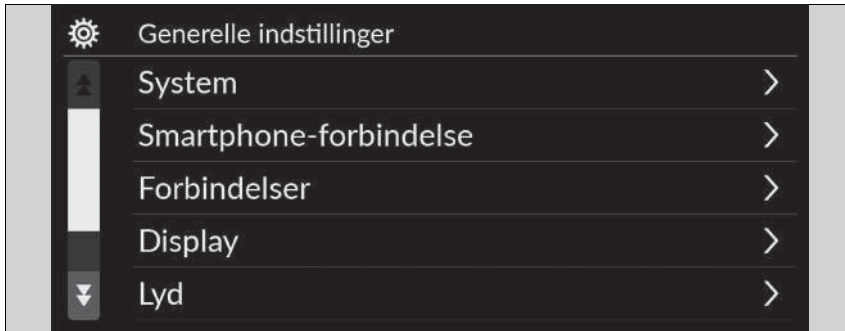 Generelle indstillinger
System
Smartphone-forbindelse
Forbindelser
Display
Lyd